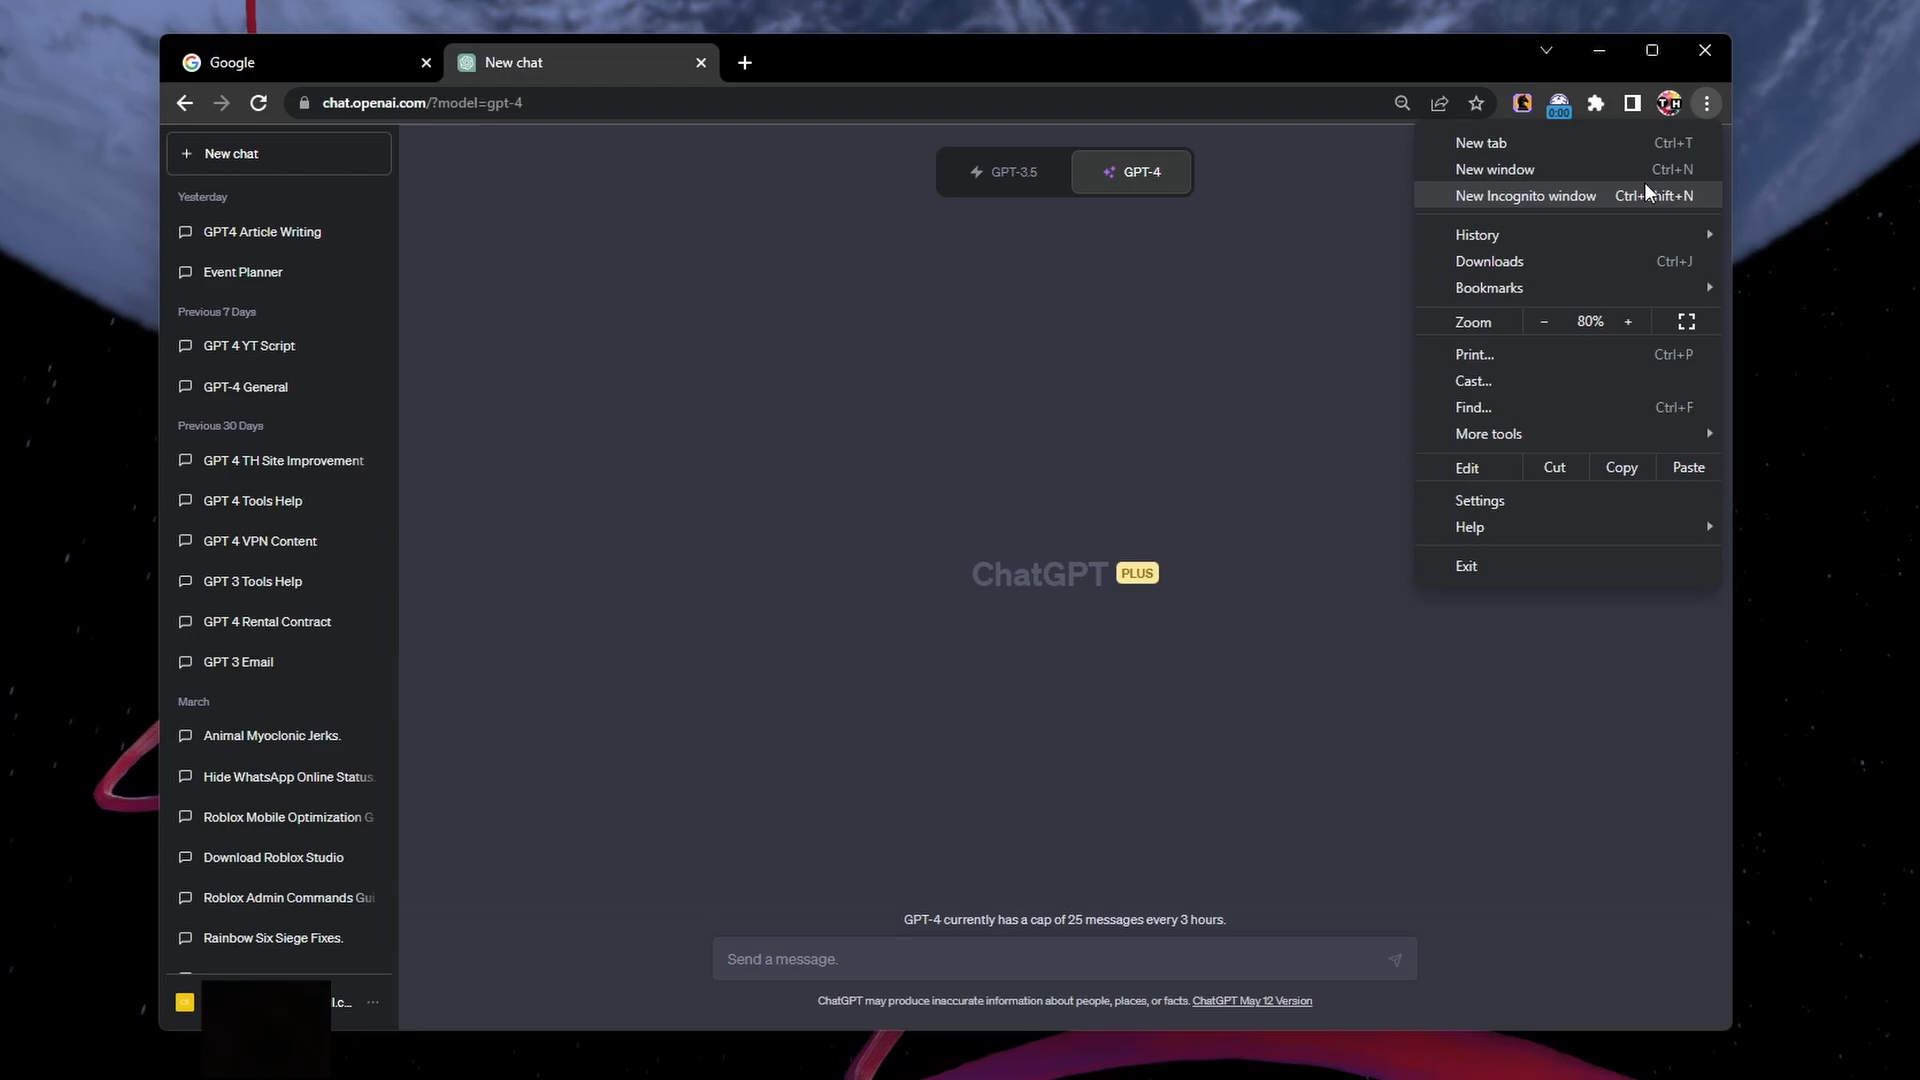 Google
New chat
chat.openai.com/?model=gpt-4
0:00
T H
New chat
Yesterday
GPT4 Article Writing
Event Planner
Previous 7 Days
GPT 4 YT Script
GPT-4 General
Previous 30 Days
GPT 4 TH Site Improvement
GPT 4 Tools Help
GPT 4 VPN Content
GPT 3 Tools Help
GPT 4 Rental Contract
GPT 3 Email
March
Animal Myoclonic Jerks.
Hide WhatsApp Online Status.
Roblox Mobile Optimization G
Download Roblox Studio
Roblox Admin Commands Gui
Rainbow Six Siege Fixes.
l.c...
GPT-3.5
GPT-4
ChatGPT PLUS
GPT-4 currently has a cap of 25 messages every 3 hours.
Send a message.
ChatGPT may produce inaccurate information about people, places, or facts. ChatGPT May 12 Version
New tab Ctrl+T
New window Ctrl+N
New Incognito window
History
Downloads Ctrl+J
Bookmarks
Zoom - 80% +
Print... Ctrl+P
Cast...
Find... Ctrl+F
More tools
Edit Cut Copy Paste
Settings
Help
Exit